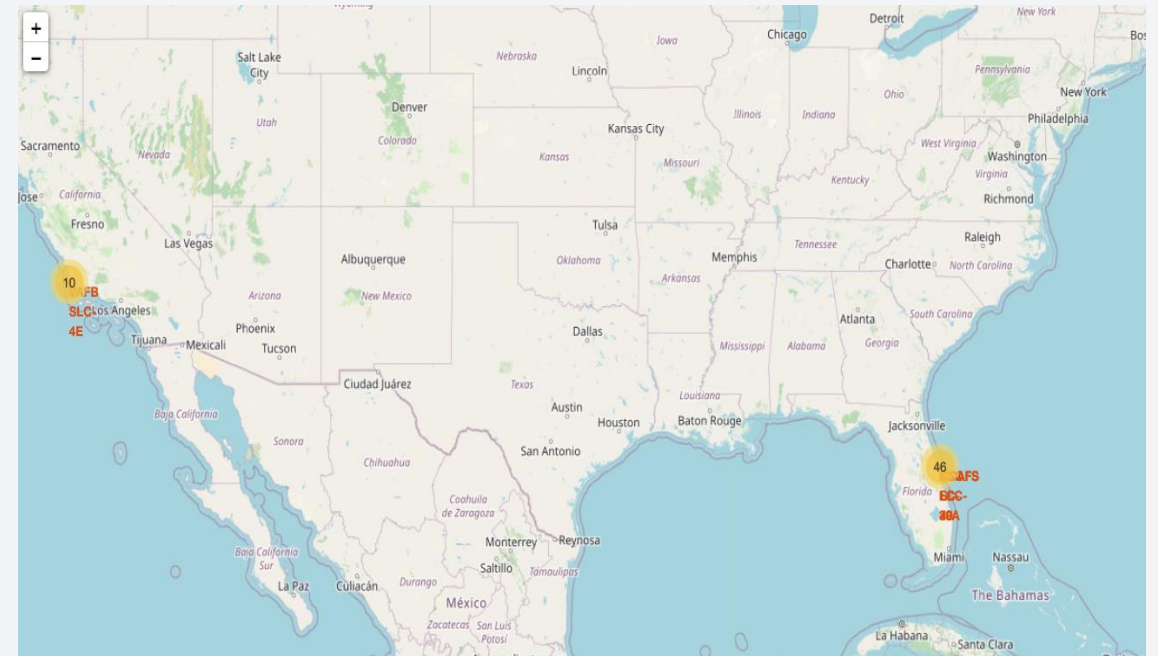 +
−
Wyoming
Iowa
Nebraska
Lincoln
Chicago
Detroit
New York
Salt Lake
City
Denver
Utah
Colorado
Nevada
Sacramento
California
Fresno
Las Vegas
Kansas
Kansas City
Missouri
Illinois
Indiana
Ohio
Pennsylvania
New York
Philadelphia
West Virginia
Washington
Virginia
Richmond
Kentucky
Tulsa
Oklahoma
Memphis
Tennessee
Arkansas
Raleigh
Charlotte
North Carolina
South Carolina
Atlanta
Georgia
Alabama
Mississippi
Albuquerque
New Mexico
Arizona
Phoenix
Tucson
10
SLC-
4E
Los Angeles
Tijuana
Mexicali
Ciudad Juárez
Dallas
Texas
Austin
Houston
San Antonio
Louisiana
Baton Rouge
Jacksonville
46
Florida
Miami
Nassau
The Bahamas
Baja California
Sonora
Chihuahua
Coahuila
de Zaragoza
Monterrey
Reynosa
Saltillo
Tamaulipas
Baja California
Sur
La Paz
Culiacán
Durango
México
Zacatecas
San Luis
Potosí
La Habana
Santa Clara